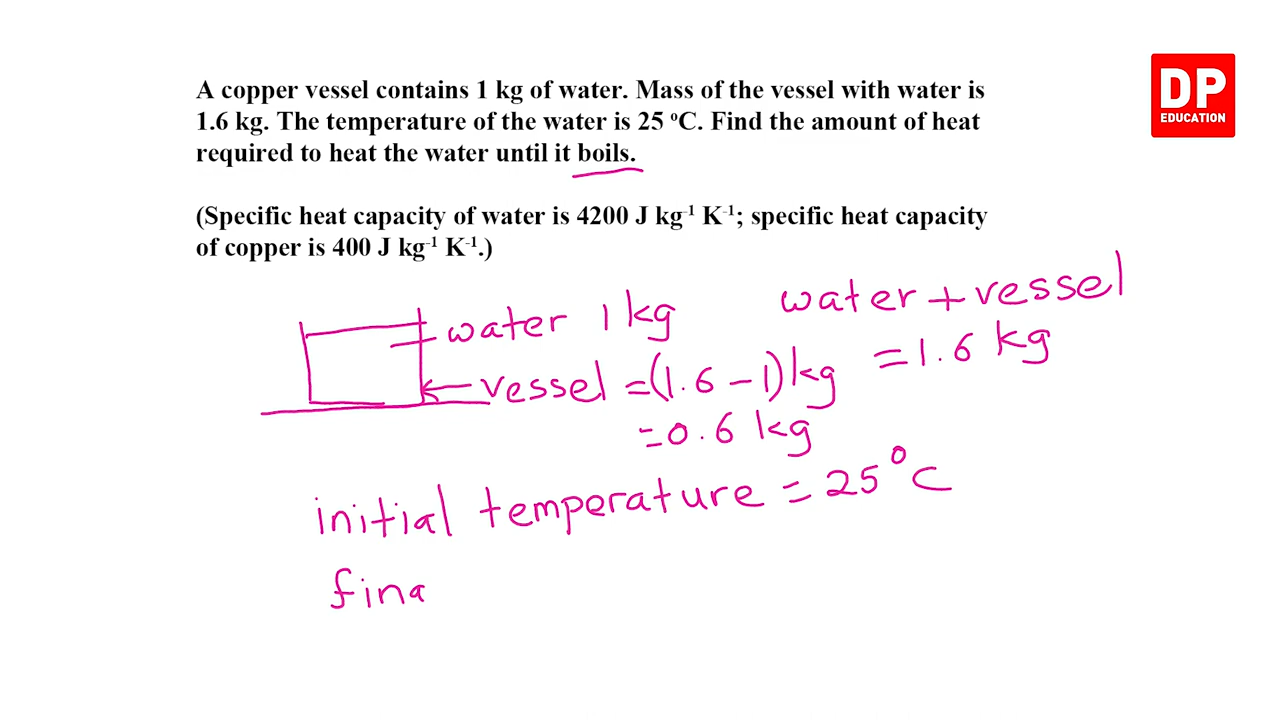 A copper vessel contains 1 kg of water. Mass of the vessel with water is
1.6 kg. The temperature of the water is 25 °C. Find the amount of heat
required to heat the water until it boils.
(Specific heat capacity of water is 4200 J kg⁻¹ K⁻¹; specific heat capacity
of copper is 400 J kg⁻¹ K⁻¹.)
DP
EDUCATION
water 1 kg
vessel = (1.6 - 1) kg
= 0.6 kg
water + vessel
= 1.6 kg
initial temperature = 25°C
fina